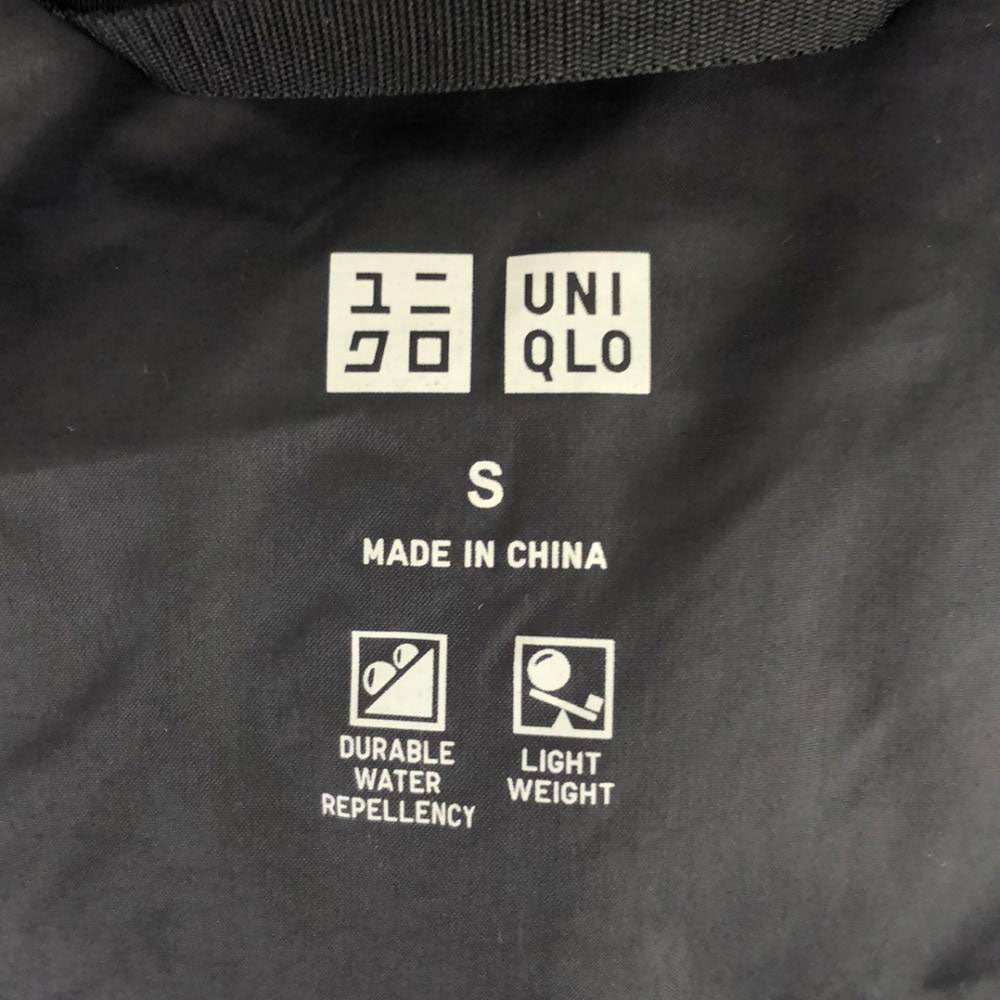 ユニ
クロ
UNI
QLO
S
MADE IN CHINA
DURABLE
WATER
REPELLENCY
LIGHT
WEIGHT